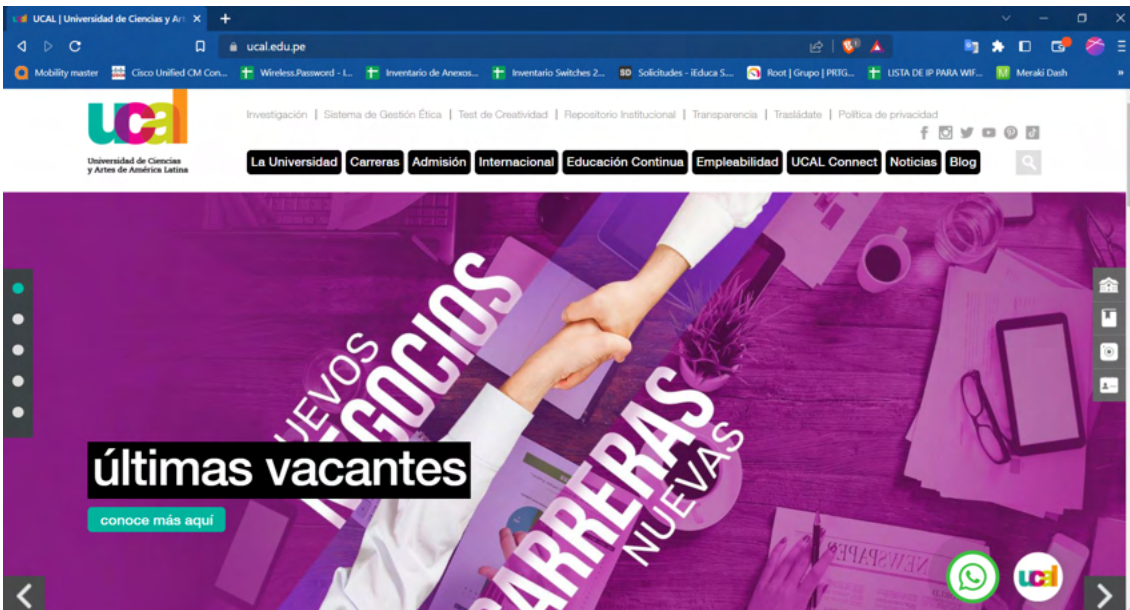 UCAL | Universidad de Ciencias y Ar
ucal.edu.pe
Mobility master
Cisco Unified CM Con...
Wireless.Password - L...
Inventario de Anexos...
Inventario Switches 2...
SD Solicitudes - iEduca S...
Root | Grupo | PRTG...
LISTA DE IP PARA WIF...
M Meraki Dash
»
ucal
Universidad de Ciencias
y Artes de América Latina
Investigación | Sistema de Gestión Ética | Test de Creatividad | Repositorio Institucional | Transparencia | Trasládate | Política de privacidad
La Universidad Carreras Admisión Internacional Educación Continua Empleabilidad UCAL Connect Noticias Blog
NUEVOS
NEGOCIOS
CARRERAS
NUEVAS
últimas vacantes
conoce más aquí
NEWSPAPER
ucal